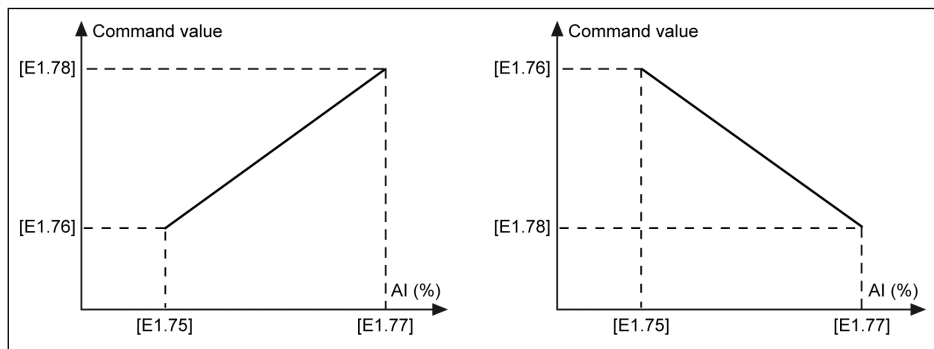 Command value
[E1.78]
[E1.76]
AI (%)
[E1.75]
[E1.77]
Command value
[E1.76]
[E1.78]
AI (%)
[E1.75]
[E1.77]